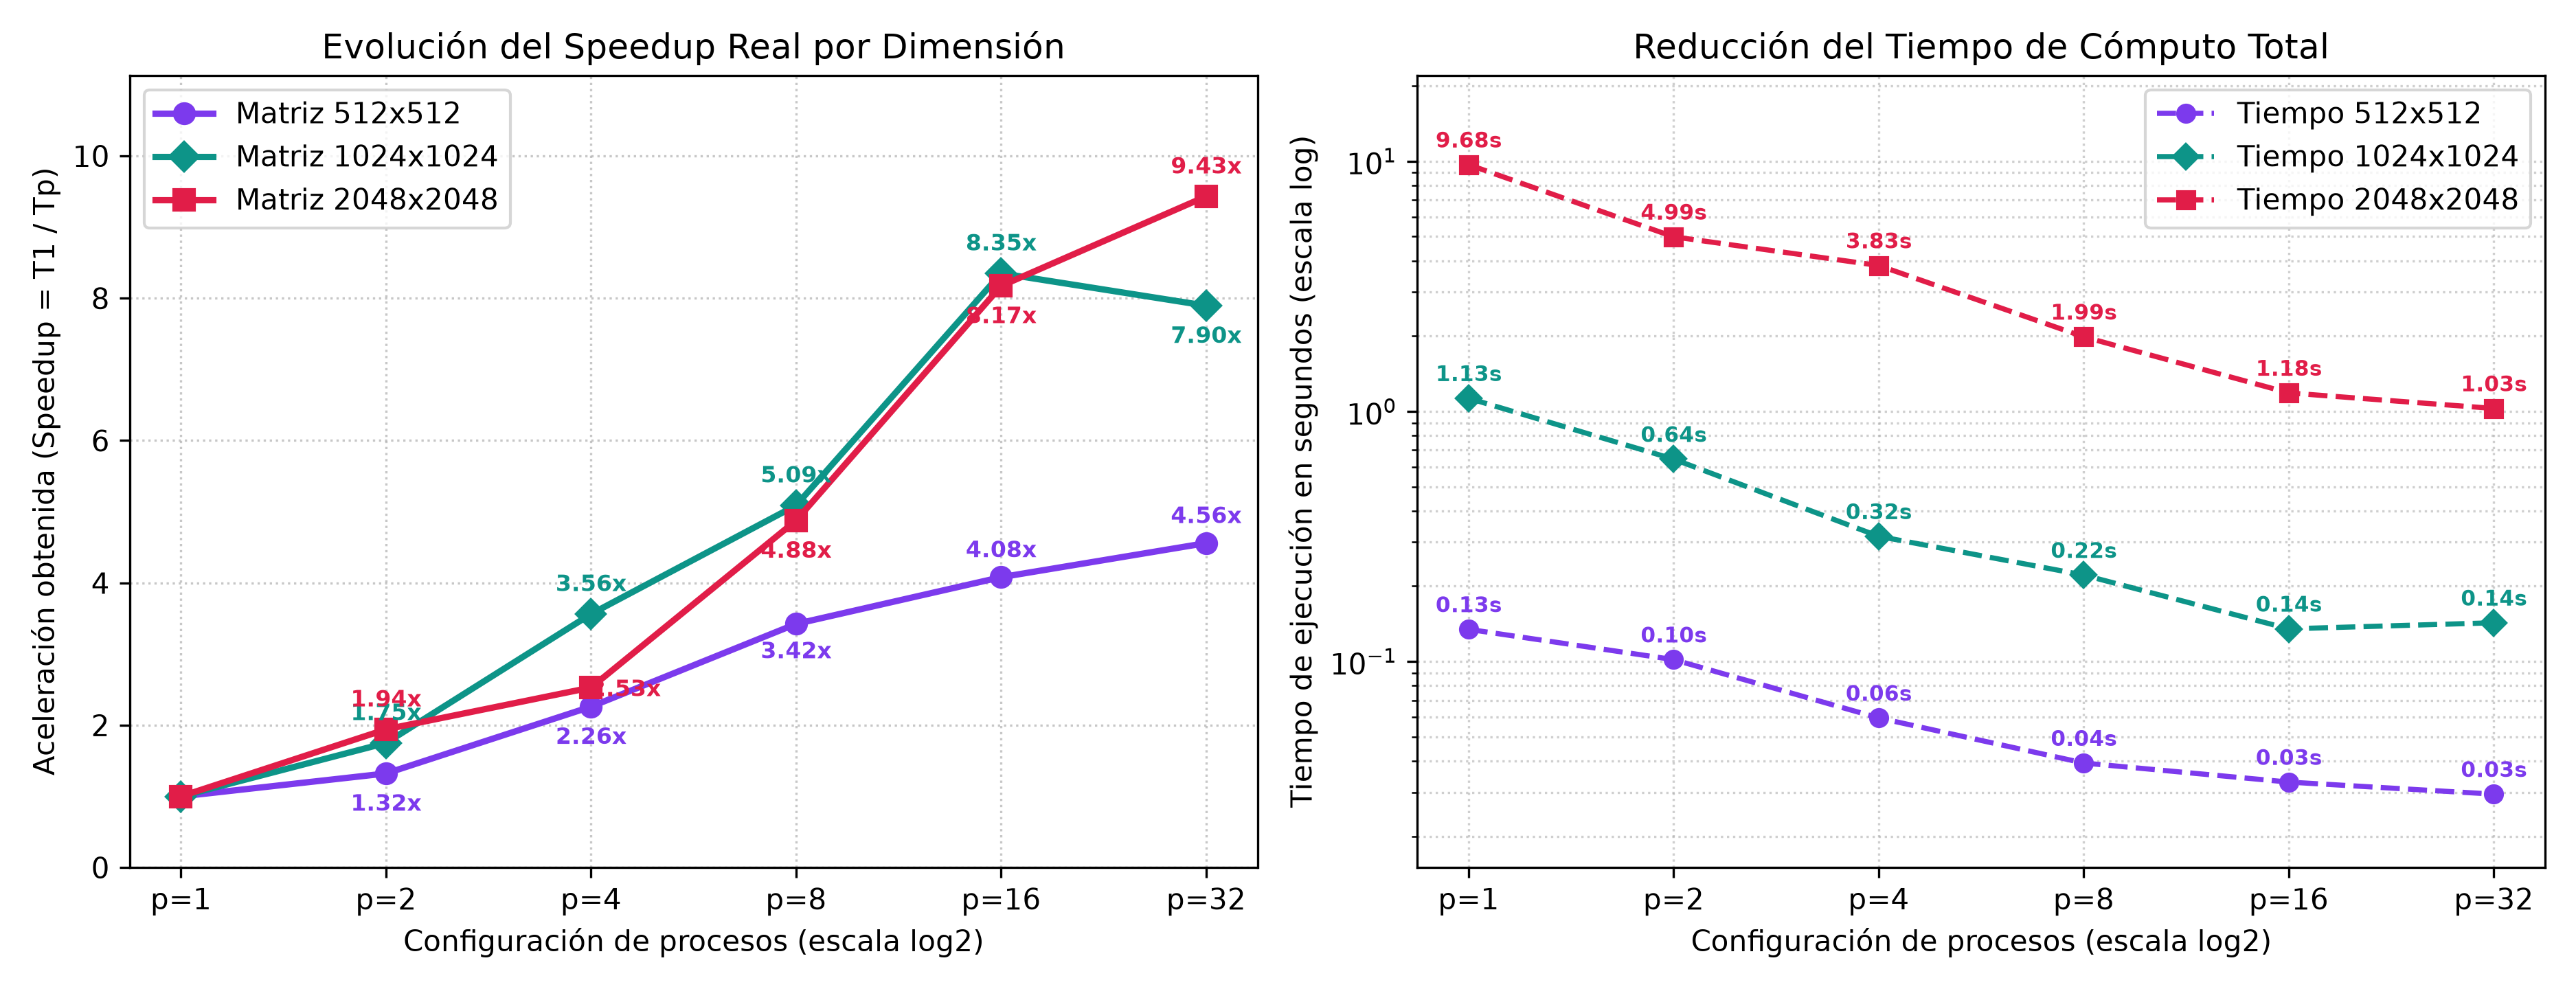 Evolución del Speedup Real por Dimensión
Aceleración obtenida (Speedup = T1 / Tp)
10
8
6
4
2
0
Matriz 512x512
Matriz 1024x1024
Matriz 2048x2048
1.94x
1.75x
1.32x
3.56x
2.26x
5.09x
4.88x
3.42x
8.35x
8.17x
4.08x
9.43x
7.90x
4.56x
p=1
p=2
p=4
p=8
p=16
p=32
Configuración de procesos (escala log2)
Reducción del Tiempo de Cómputo Total
Tiempo de ejecución en segundos (escala log)
10¹
10⁰
10⁻¹
Tiempo 512x512
Tiempo 1024x1024
Tiempo 2048x2048
9.68s
4.99s
3.83s
1.99s
1.18s
1.03s
1.13s
0.64s
0.32s
0.22s
0.14s
0.14s
0.13s
0.10s
0.06s
0.04s
0.03s
0.03s
p=1
p=2
p=4
p=8
p=16
p=32
Configuración de procesos (escala log2)